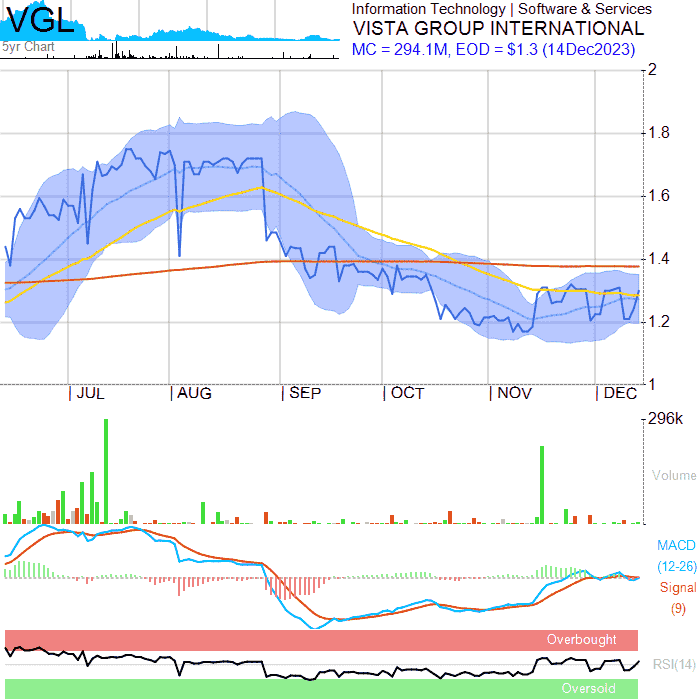 VGL
5yr Chart
Information Technology | Software & Services
VISTA GROUP INTERNATIONAL
MC = 294.1M, EOD = $1.3 (14Dec2023)
2
1.8
1.6
1.4
1.2
1
JUL
AUG
SEP
OCT
NOV
DEC
296k
Volume
MACD
(12-26)
Signal
(9)
Overbought
RSI(14)
Oversold